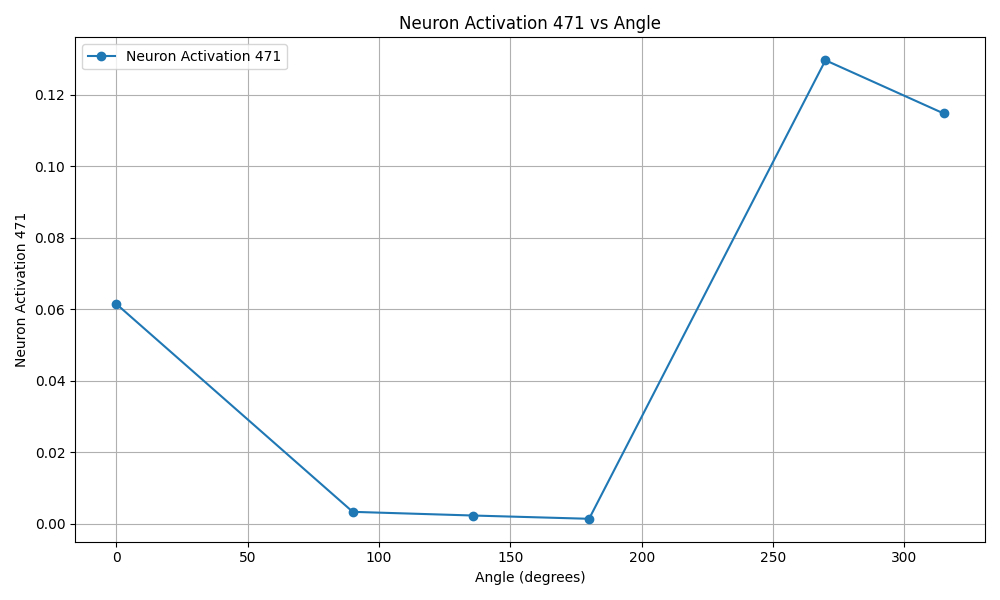 Neuron Activation 471 vs Angle
Neuron Activation 471
Neuron Activation 471
0.12
0.10
0.08
0.06
0.04
0.02
0.00
0 50 100 150 200 250 300
Angle (degrees)